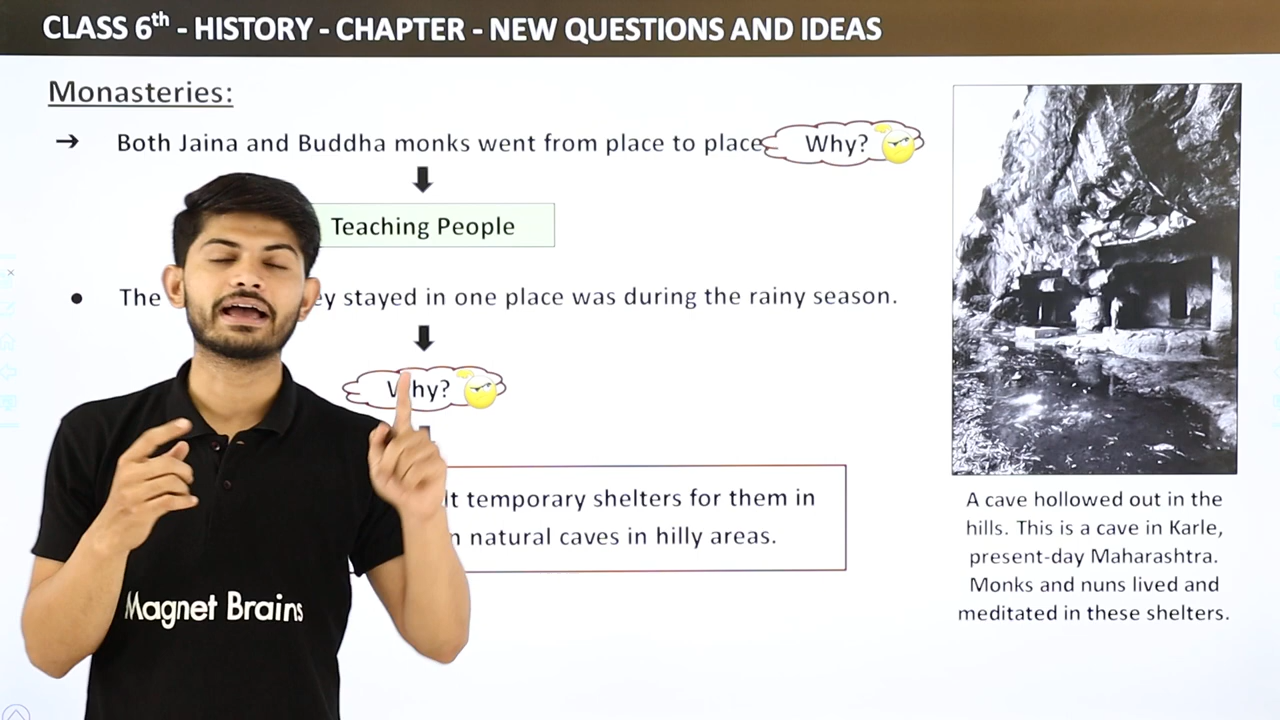 CLASS 6th - HISTORY - CHAPTER - NEW QUESTIONS AND IDEAS
Monasteries:
→ Both Jaina and Buddha monks went from place to place Why?
Teaching People
• The ey stayed in one place was during the rainy season.
Why?
lt temporary shelters for them in
n natural caves in hilly areas.
A cave hollowed out in the
hills. This is a cave in Karle,
present-day Maharashtra.
Monks and nuns lived and
meditated in these shelters.
Magnet Brains